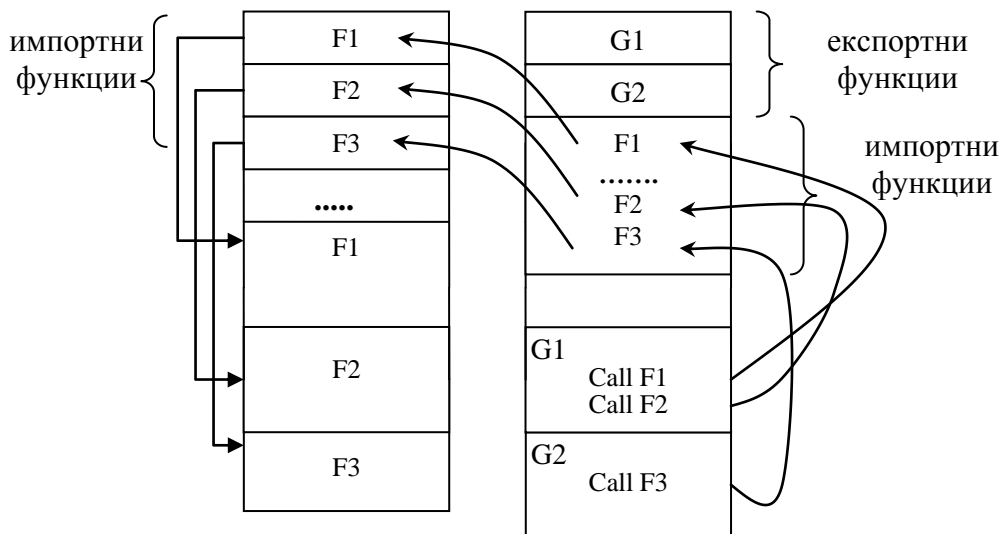 импортни
функции
F1
F2
F3
.....
F1
F2
F3
G1
G2
F1
.......
F2
F3
G1
Call F1
Call F2
G2
Call F3
експортни
функции
импортни
функции